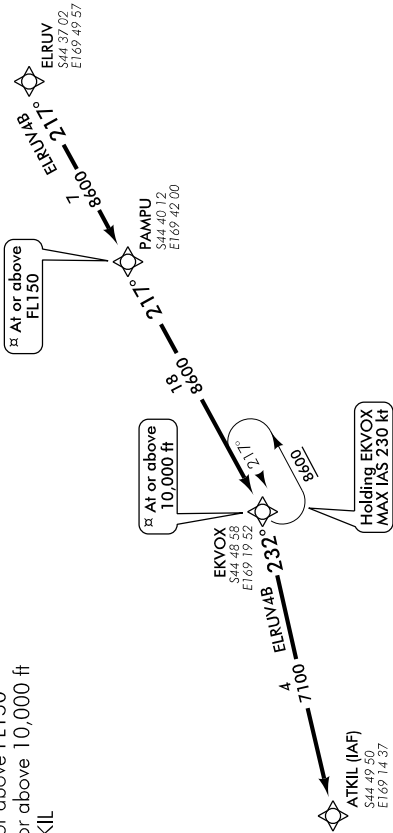 or above FL150
or above 10,000 ft
KIL
ELRUV
S44 37 02
E169 49 57
ELRUV4B
217°
7
8600
¤ At or above
FL150
PAMPU
S44 40 12
E169 42 00
217°
18
8600
¤ At or above
10,000 ft
217°
8600
EKVOX
S44 48 58
E169 19 52
Holding EKVOX
MAX IAS 230 kt
232°
ELRUV4B
4
7100
ATKIL (IAF)
S44 49 50
E169 14 37